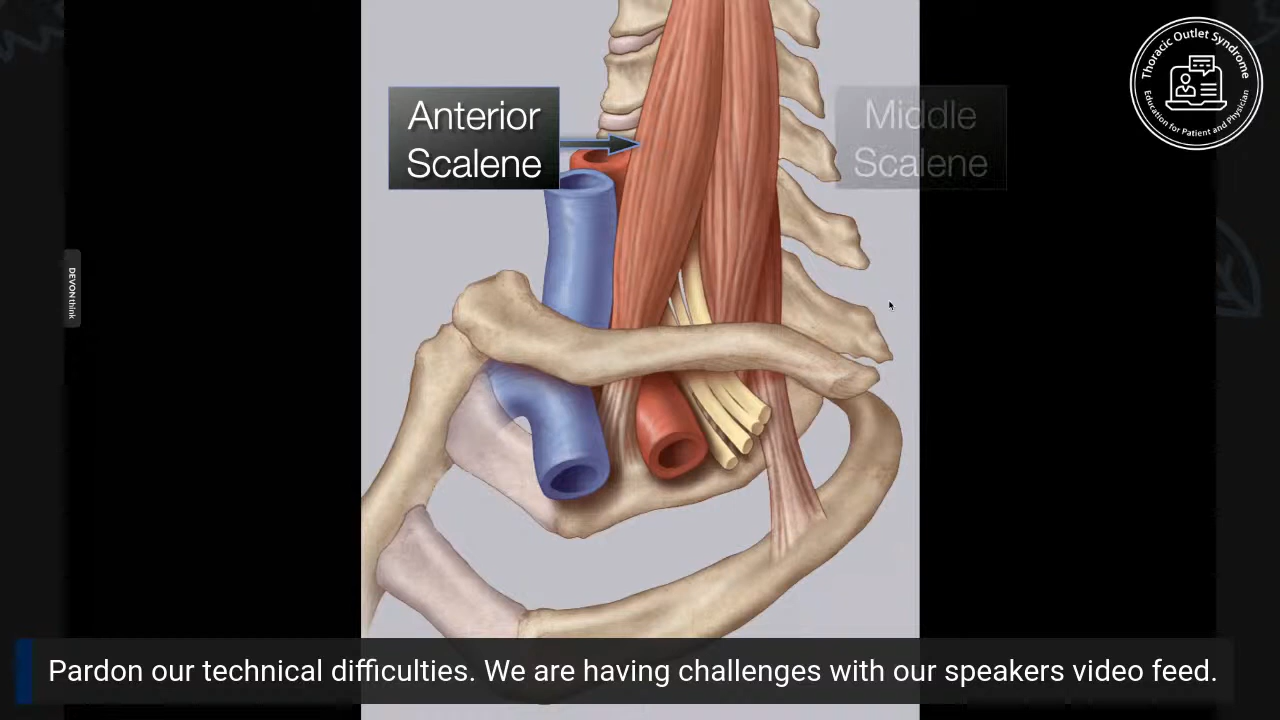 Thoracic Outlet Syndrome
Education for Patient and Physician
Anterior
Scalene
Middle
Scalene
DEVONthink
Pardon our technical difficulties. We are having challenges with our speakers video feed.